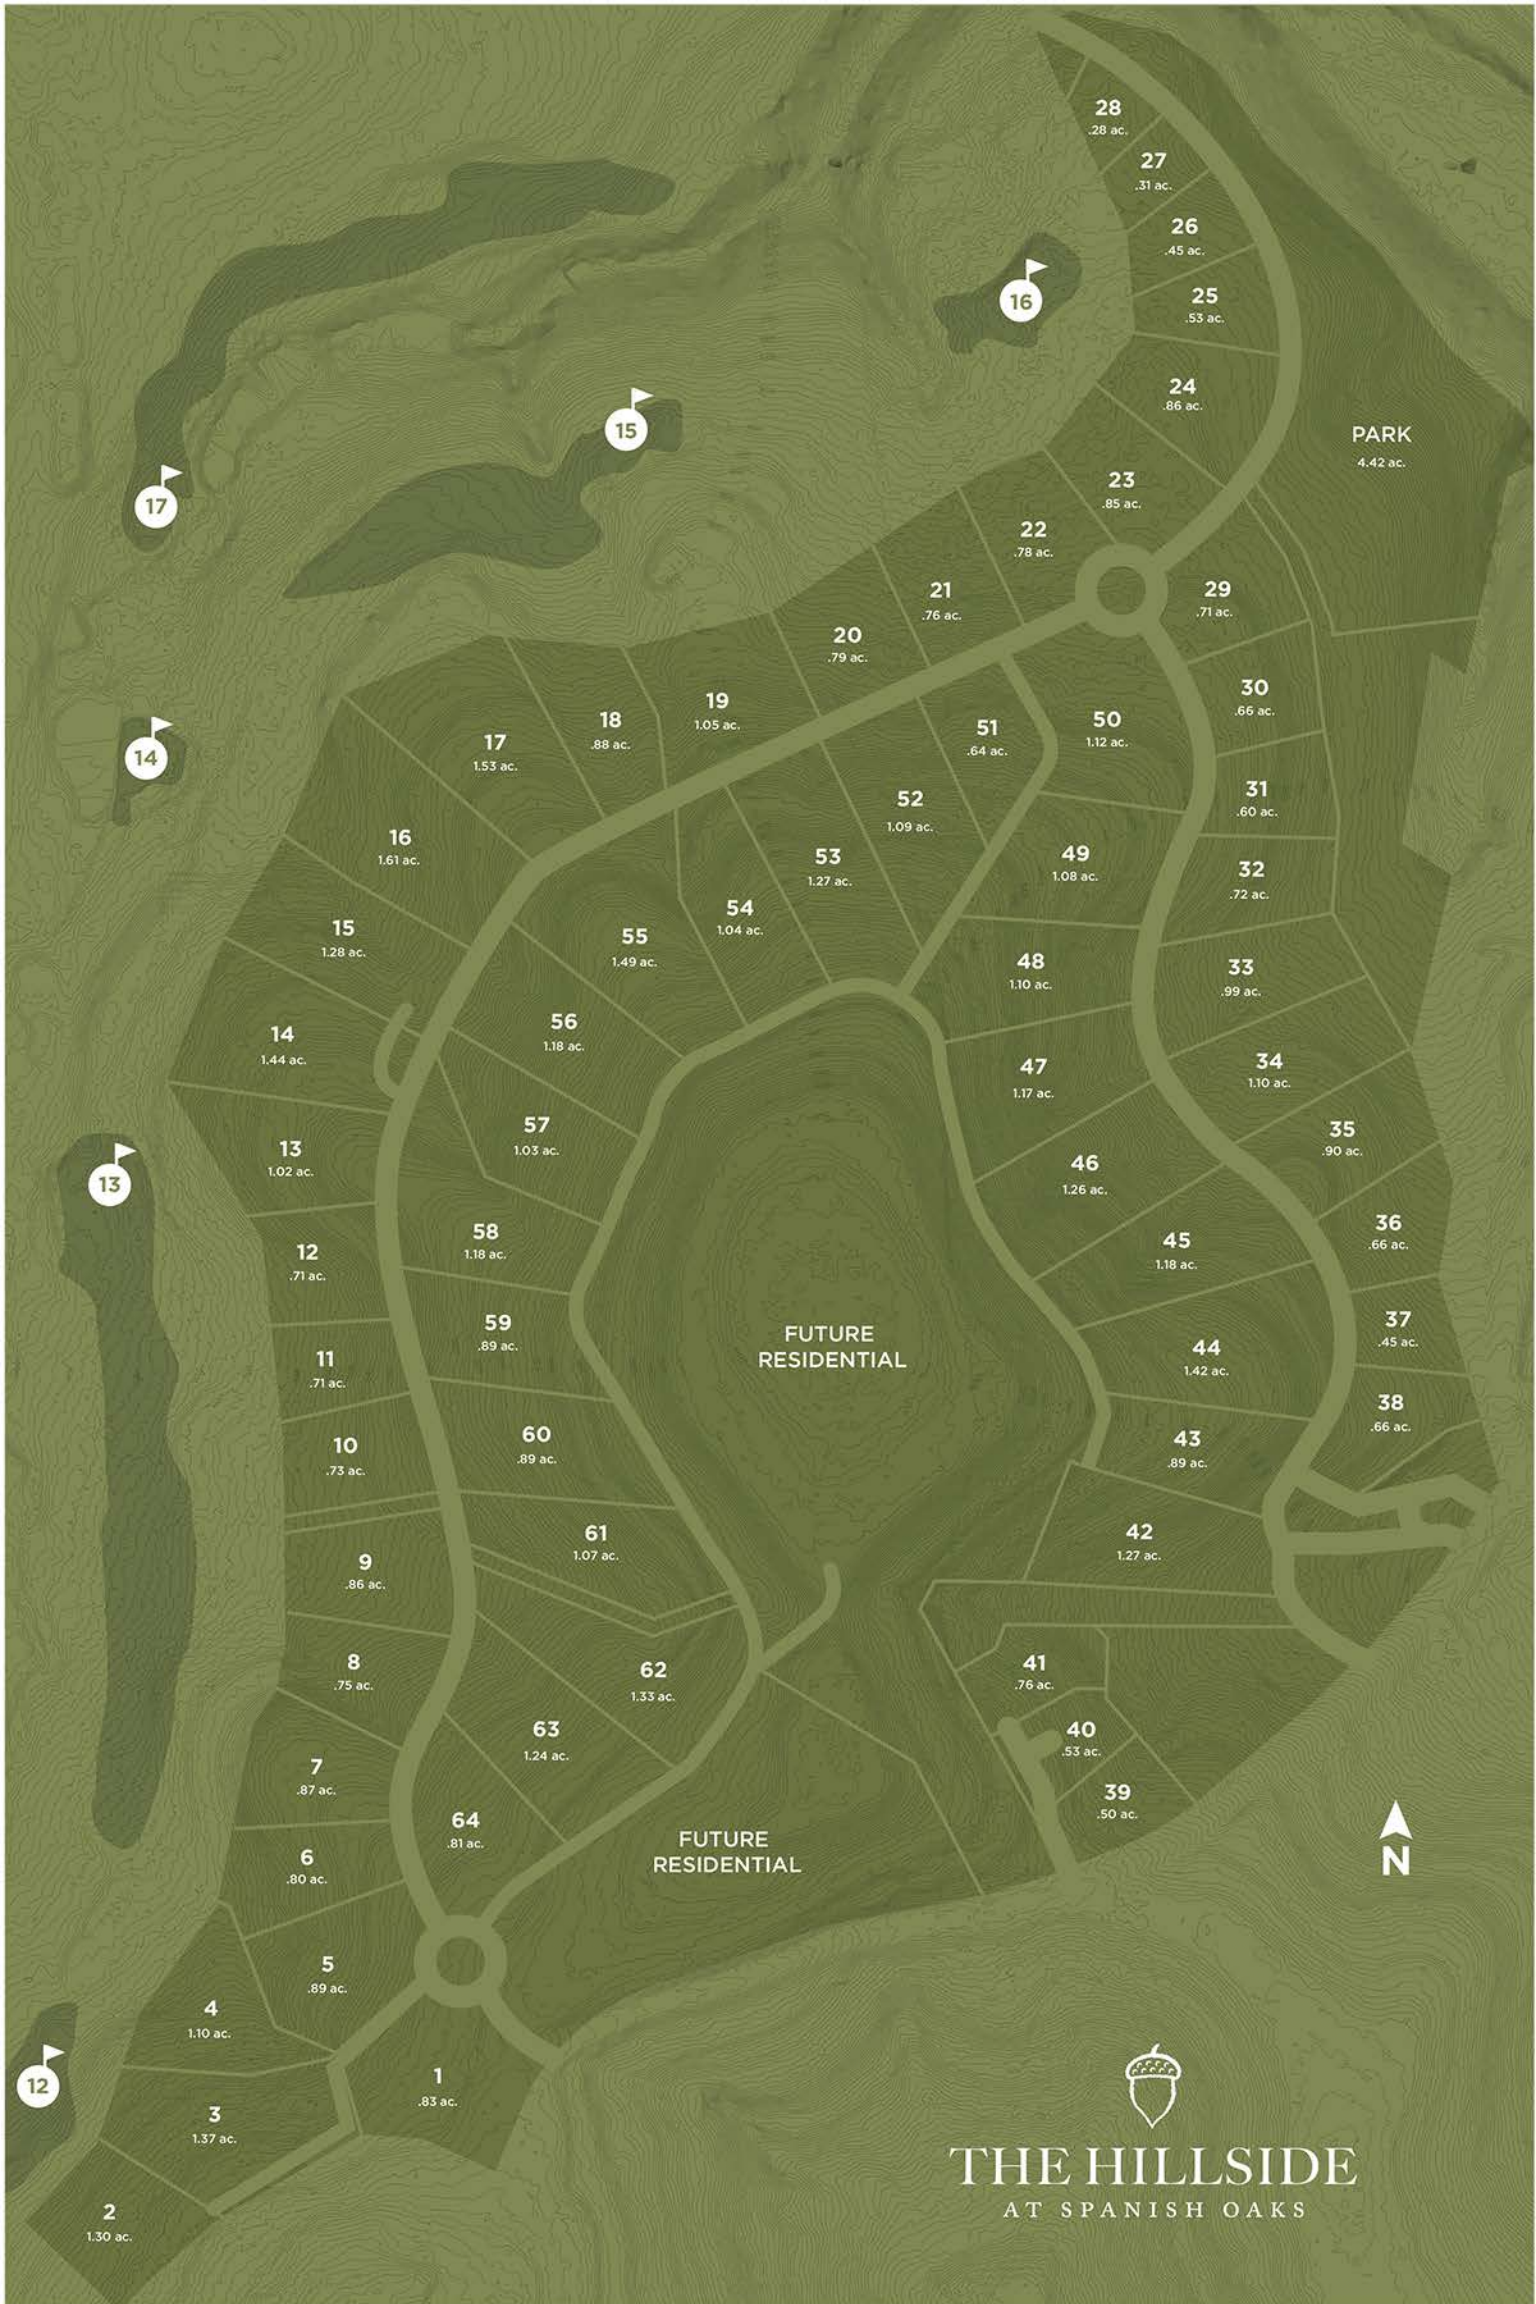 28
.28 ac.
27
.31 ac.
26
.45 ac.
25
.53 ac.
16
24
.86 ac.
15
PARK
4.42 ac.
17
23
.85 ac.
22
.78 ac.
21
.76 ac.
29
.71 ac.
20
.79 ac.
30
.66 ac.
19
1.05 ac.
18
.88 ac.
17
1.53 ac.
50
1.12 ac.
51
.64 ac.
14
31
.60 ac.
52
1.09 ac.
16
1.61 ac.
53
1.27 ac.
49
1.08 ac.
32
.72 ac.
54
1.04 ac.
15
1.28 ac.
55
1.49 ac.
48
1.10 ac.
33
.99 ac.
56
1.18 ac.
14
1.44 ac.
47
1.17 ac.
34
1.10 ac.
57
1.03 ac.
35
.90 ac.
13
1.02 ac.
46
1.26 ac.
13
36
.66 ac.
58
1.18 ac.
45
1.18 ac.
12
.71 ac.
59
.89 ac.
37
.45 ac.
FUTURE
RESIDENTIAL
44
1.42 ac.
11
.71 ac.
38
.66 ac.
60
.89 ac.
43
.89 ac.
10
.73 ac.
61
1.07 ac.
42
1.27 ac.
9
.86 ac.
8
.75 ac.
62
1.33 ac.
41
.76 ac.
63
1.24 ac.
40
.53 ac.
7
.87 ac.
39
.50 ac.
64
.81 ac.
FUTURE
RESIDENTIAL
6
.80 ac.
N
5
.89 ac.
4
1.10 ac.
12
1
.83 ac.
3
1.37 ac.
THE HILLSIDE
AT SPANISH OAKS
2
1.30 ac.